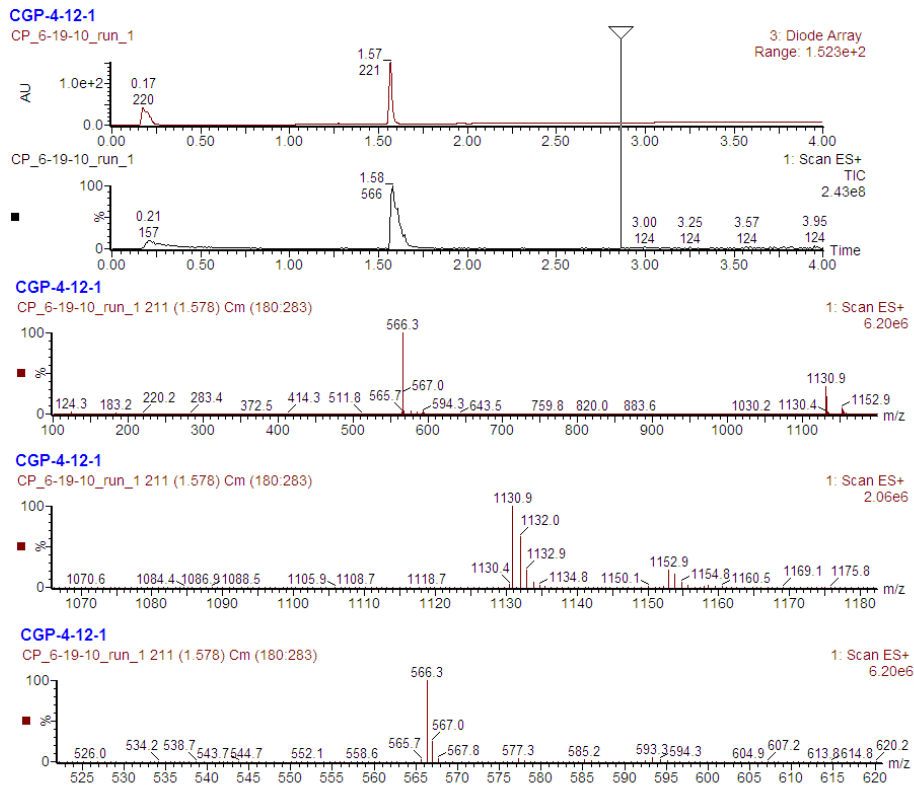 CGP-4-12-1
CP_6-19-10_run_1
3: Diode Array
Range: 1.523e+2
AU
1.0e+2
0.0
0.17
220
1.57
221
0.00 0.50 1.00 1.50 2.00 2.50 3.00 3.50 4.00
CP_6-19-10_run_1
1: Scan ES+
TIC
2.43e8
100
%
0
0.21
157
1.58
566
3.00
124
3.25
124
3.57
124
3.95
124
0.00 0.50 1.00 1.50 2.00 2.50 3.00 3.50 4.00 Time
CGP-4-12-1
CP_6-19-10_run_1 211 (1.578) Cm (180:283)
1: Scan ES+
6.20e6
100
%
0
124.3 183.2 220.2 283.4 372.5 414.3 511.8 565.7 566.3 567.0 594.3 643.5 759.8 820.0 883.6 1030.2 1130.4 1130.9 1152.9
100 200 300 400 500 600 700 800 900 1000 1100 m/z
CGP-4-12-1
CP_6-19-10_run_1 211 (1.578) Cm (180:283)
1: Scan ES+
2.06e6
100
%
0
1070.6 1084.4 1086.9 1088.5 1105.9 1108.7 1118.7 1130.4 1130.9 1132.0 1132.9 1134.8 1150.1 1152.9 1154.8 1160.5 1169.1 1175.8
1070 1080 1090 1100 1110 1120 1130 1140 1150 1160 1170 1180 m/z
CGP-4-12-1
CP_6-19-10_run_1 211 (1.578) Cm (180:283)
1: Scan ES+
6.20e6
100
%
0
526.0 534.2 538.7 543.7 544.7 552.1 558.6 565.7 566.3 567.0 567.8 577.3 585.2 593.3 594.3 604.9 607.2 613.8 614.8 620.2
525 530 535 540 545 550 555 560 565 570 575 580 585 590 595 600 605 610 615 620 m/z